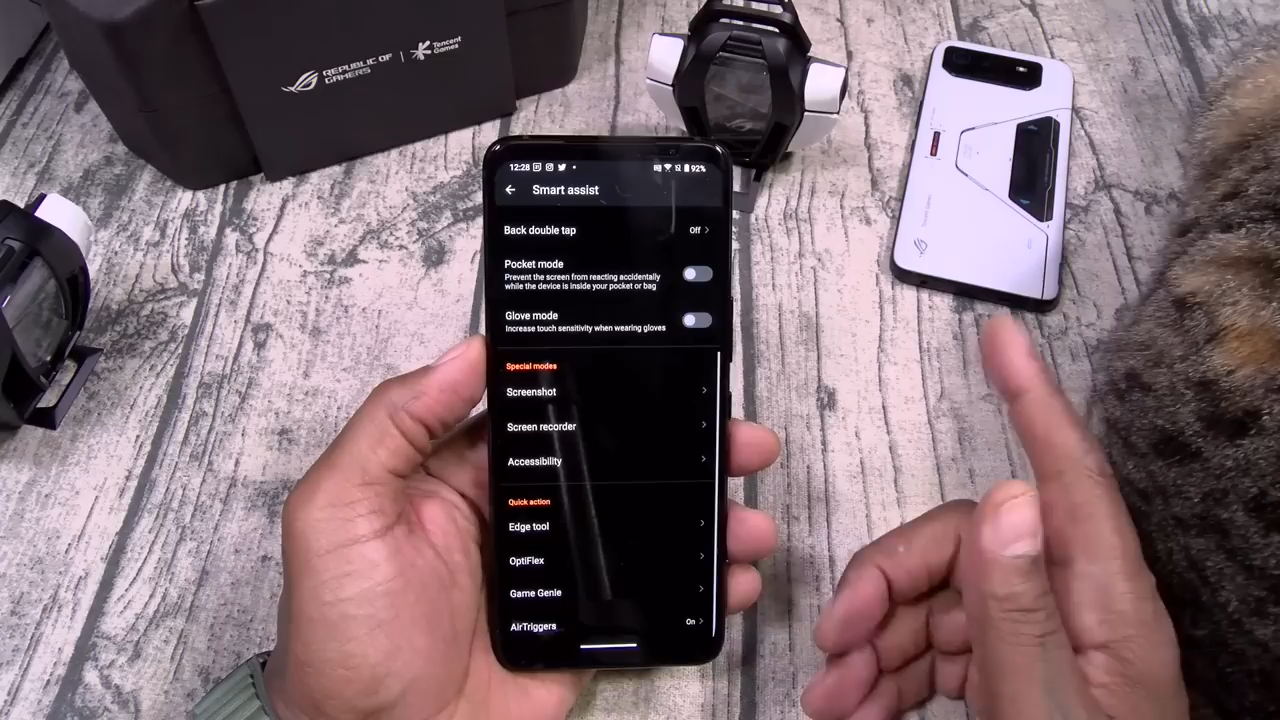 REPUBLIC OF
GAMERS
Tencent
Games
12:28
92%
Smart assist
Back double tap
Off
Pocket mode
Prevent the screen from reacting accidentally
while the device is inside your pocket or bag
Glove mode
Increase touch sensitivity when wearing gloves
Special modes
Screenshot
Screen recorder
Accessibility
Quick action
Edge tool
OptiFlex
Game Genie
AirTriggers
On
Tencent Games